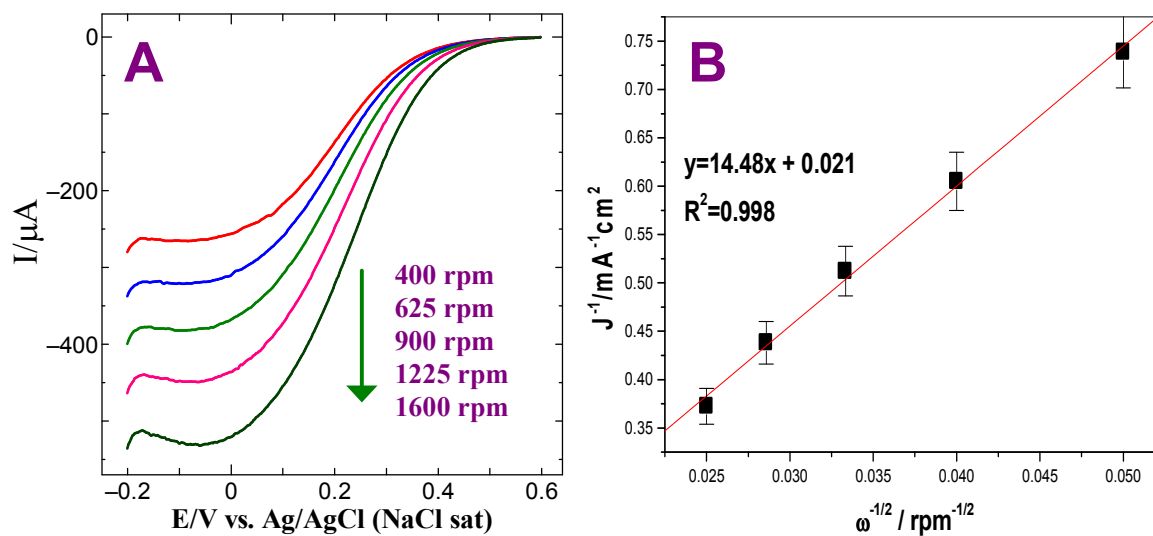 A
0
−200
−400
I/μA
400 rpm
625 rpm
900 rpm
1225 rpm
1600 rpm
−0.2
0
0.2
0.4
0.6
E/V vs. Ag/AgCl (NaCl sat)
B
0.75
0.70
0.65
0.60
0.55
0.50
0.45
0.40
0.35
J⁻¹/mA⁻¹cm²
y=14.48x + 0.021
R²=0.998
0.025
0.030
0.035
0.040
0.045
0.050
ω⁻¹/² / rpm⁻¹/²